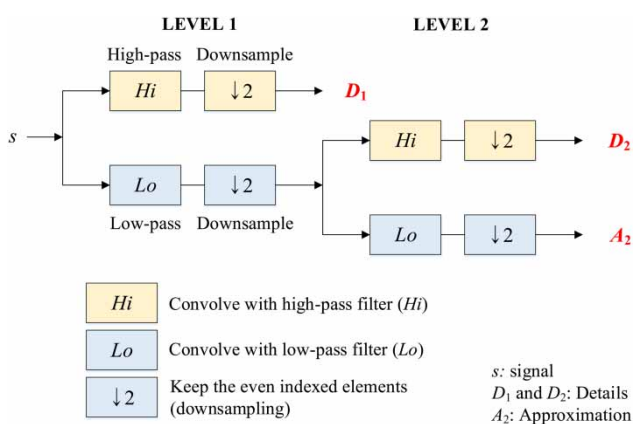 LEVEL 1
LEVEL 2
High-pass
Downsample
Hi
↓2
D₁
s
Hi
↓2
D₂
Lo
↓2
Low-pass
Downsample
Lo
↓2
A₂
Hi
Convolve with high-pass filter (Hi)
Lo
Convolve with low-pass filter (Lo)
↓2
Keep the even indexed elements
(downsampling)
s: signal
D₁ and D₂: Details
A₂: Approximation